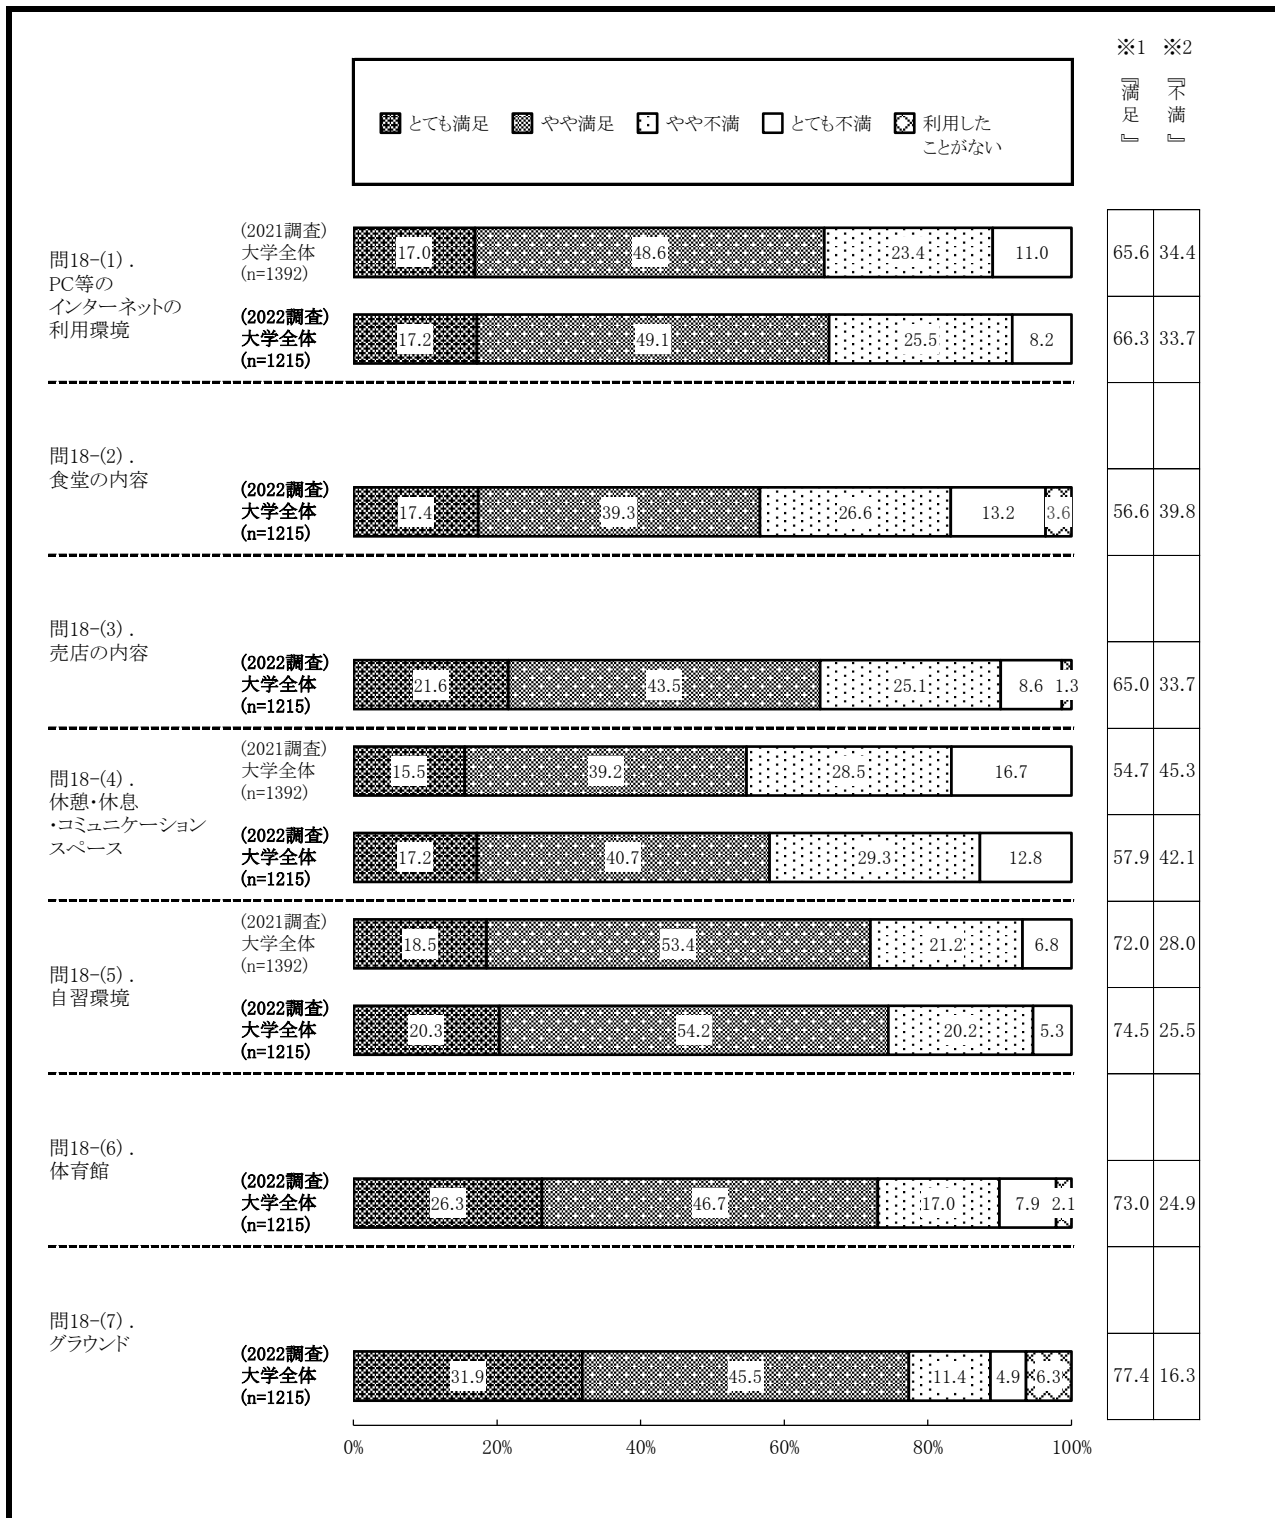 ※1 ※2
『満足』 『不満』
とても満足 やや満足 やや不満 とても不満 利用した
ことがない
(2021調査)
大学全体
(n=1392)
17.0 48.6 23.4 11.0 65.6 34.4
問18-(1) .
PC等の
インターネットの
利用環境
(2022調査)
大学全体
(n=1215)
17.2 49.1 25.5 8.2 66.3 33.7
問18-(2) .
食堂の内容
(2022調査)
大学全体
(n=1215)
17.4 39.3 26.6 13.2 3.6 56.6 39.8
問18-(3) .
売店の内容
(2022調査)
大学全体
(n=1215)
21.6 43.5 25.1 8.6 1.3 65.0 33.7
(2021調査)
大学全体
(n=1392)
15.5 39.2 28.5 16.7 54.7 45.3
問18-(4) .
休憩・休息
・コミュニケーション
スペース
(2022調査)
大学全体
(n=1215)
17.2 40.7 29.3 12.8 57.9 42.1
(2021調査)
大学全体
(n=1392)
18.5 53.4 21.2 6.8 72.0 28.0
問18-(5) .
自習環境
(2022調査)
大学全体
(n=1215)
20.3 54.2 20.2 5.3 74.5 25.5
問18-(6) .
体育館
(2022調査)
大学全体
(n=1215)
26.3 46.7 17.0 7.9 2.1 73.0 24.9
問18-(7) .
グラウンド
(2022調査)
大学全体
(n=1215)
31.9 45.5 11.4 4.9 6.3 77.4 16.3
0% 20% 40% 60% 80% 100%